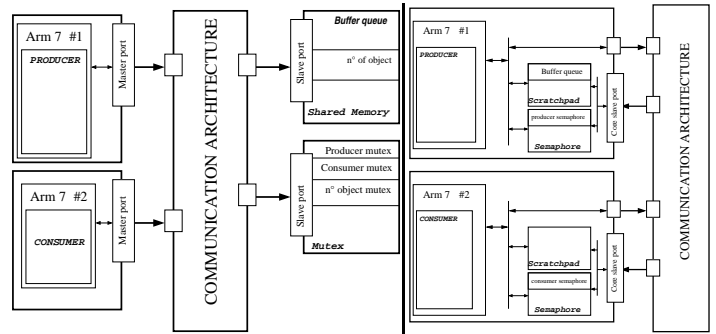 Arm 7 #1
PRODUCER
Master port
Arm 7 #2
CONSUMER
Master port
COMMUNICATION ARCHITECTURE
Slave port
Buffer queue
n° of object
Shared Memory
Slave port
Producer mutex
Consumer mutex
n° object mutex
Mutex
Arm 7 #1
PRODUCER
Buffer queue
Scratchpad
producer semaphore
Semaphore
Core slave port
Arm 7 #2
CONSUMER
Scratchpad
consumer semaphore
Semaphore
Core slave port
COMMUNICATION ARCHITECTURE